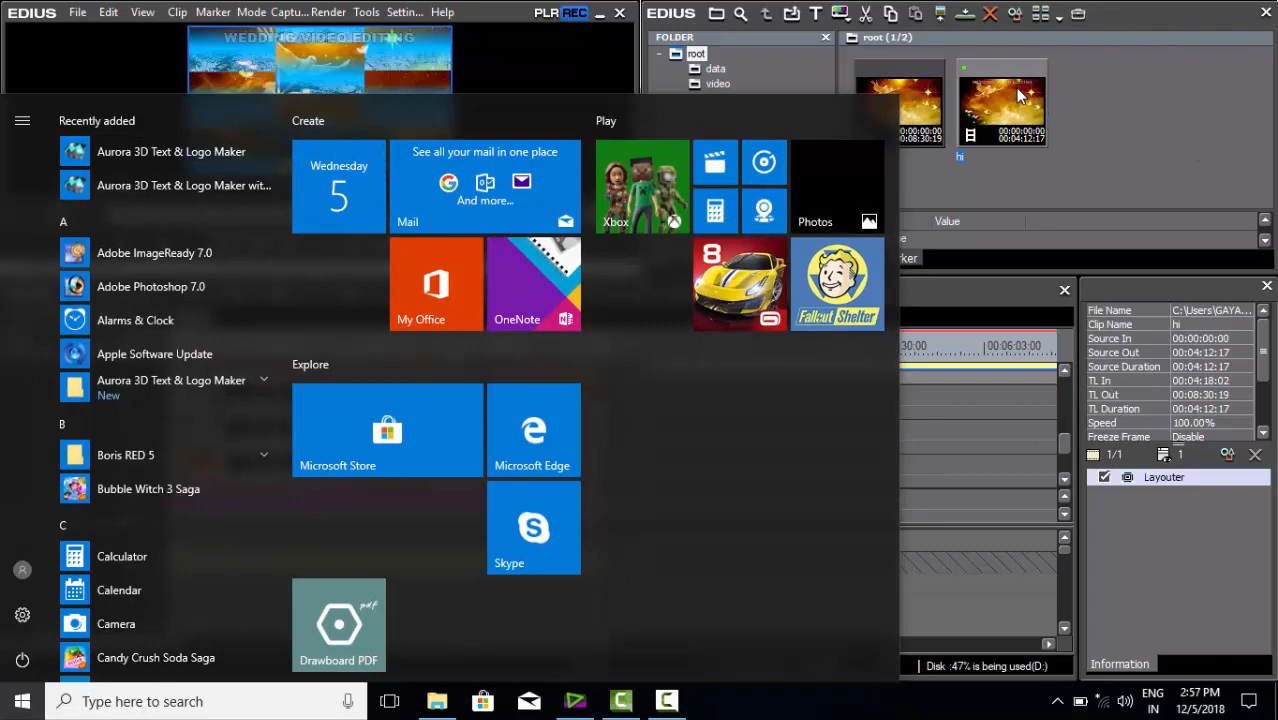 EDIUS File Edit View Clip Marker Mode Captu... Render Tools Settin... Help PLR REC
EDIUS
WEDDING VIDEO EDITING
FOLDER
root
data
video
root (1/2)
00:00:00:00
00:08:30:19
00:00:00:00
00:04:12:17
hi
Value
Recently added
Aurora 3D Text & Logo Maker
Aurora 3D Text & Logo Maker wit...
A
Adobe ImageReady 7.0
Adobe Photoshop 7.0
Alarms & Clock
Apple Software Update
Aurora 3D Text & Logo Maker
New
B
Boris RED 5
Bubble Witch 3 Saga
C
Calculator
Calendar
Camera
Candy Crush Soda Saga
Create
Wednesday
5
See all your mail in one place
And more...
Mail
My Office
OneNote
Explore
Microsoft Store
Microsoft Edge
Skype
Drawboard PDF
Play
Xbox
Photos
8
Fallout Shelter
30:00
00:06:03:00
File Name C:\Users\GAYA...
Clip Name hi
Source In 00:00:00:00
Source Out 00:04:12:17
Source Duration 00:04:12:17
TL In 00:04:18:02
TL Out 00:08:30:19
TL Duration 00:04:12:17
Speed 100.00%
Freeze Frame Disable
1/1 1
Layouter
Information
Disk :47% is being used(D:)
Type here to search
ENG
IN
2:57 PM
12/5/2018